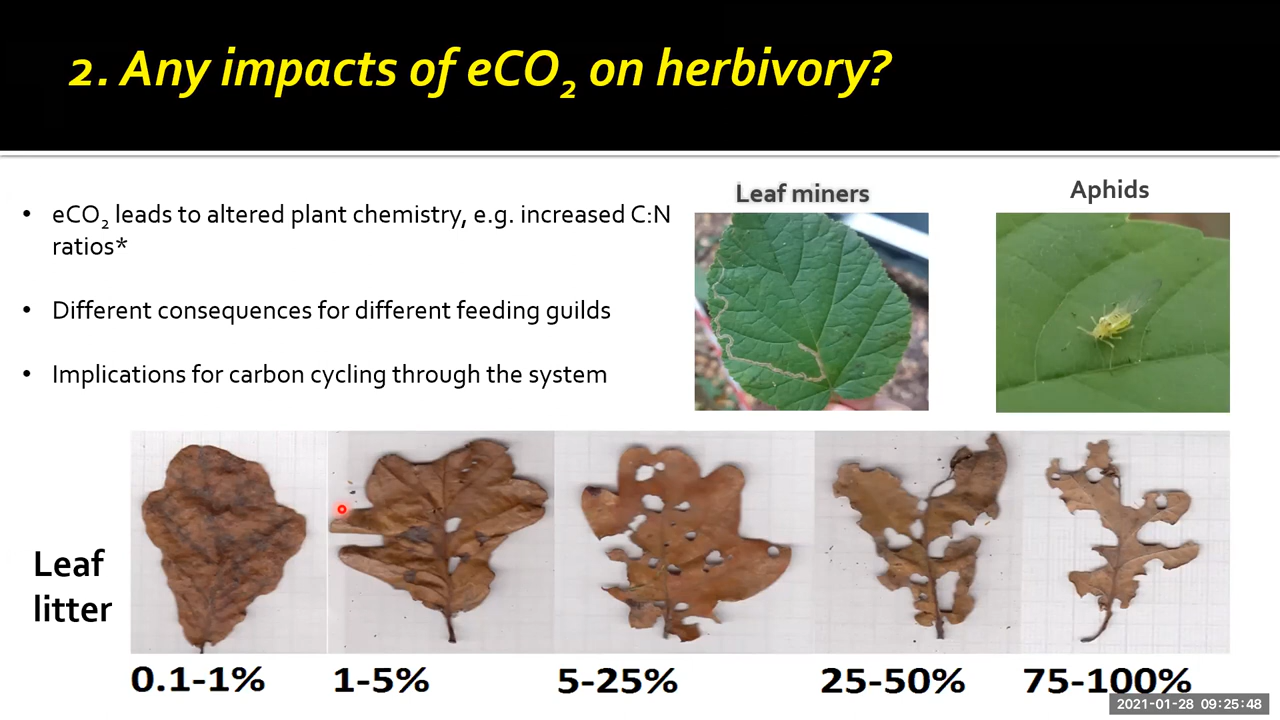 2. Any impacts of eCO₂ on herbivory?
• eCO₂ leads to altered plant chemistry, e.g. increased C:N
ratios*
• Different consequences for different feeding guilds
• Implications for carbon cycling through the system
Leaf miners
Aphids
Leaf
litter
0.1-1%
1-5%
5-25%
25-50%
75-100%
2021-01-28 09:25:48